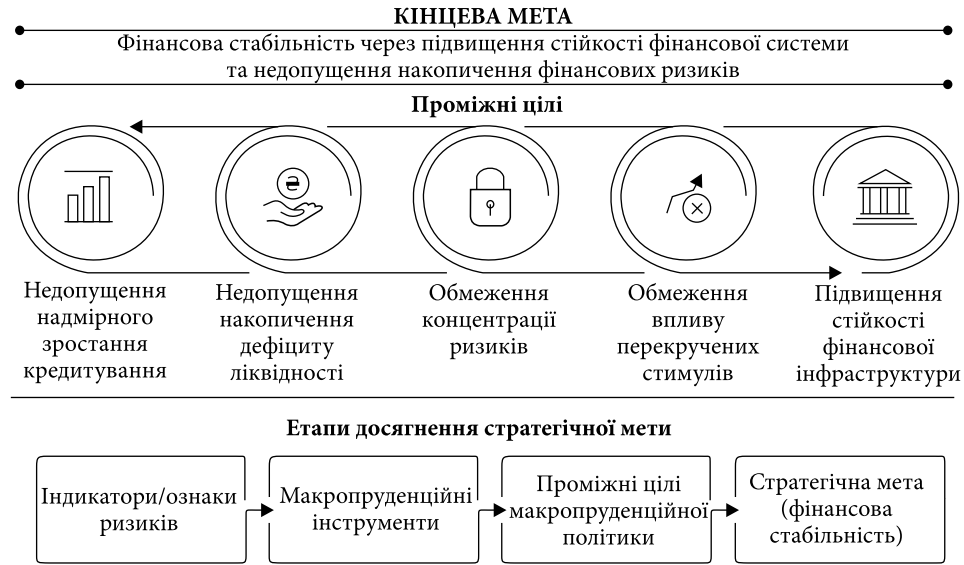 КІНЦЕВА МЕТА
Фінансова стабільність через підвищення стійкості фінансової системи
та недопущення накопичення фінансових ризиків
Проміжні цілі
₴
Недопущення
надмірного
зростання
кредитування
Недопущення
накопичення
дефіциту
ліквідності
Обмеження
концентрації
ризиків
Обмеження
впливу
перекручених
стимулів
Підвищення
стійкості
фінансової
інфраструктури
Етапи досягнення стратегічної мети
Індикатори/ознаки
ризиків
Макропруденційні
інструменти
Проміжні цілі
макропруденційної
політики
Стратегічна мета
(фінансова
стабільність)